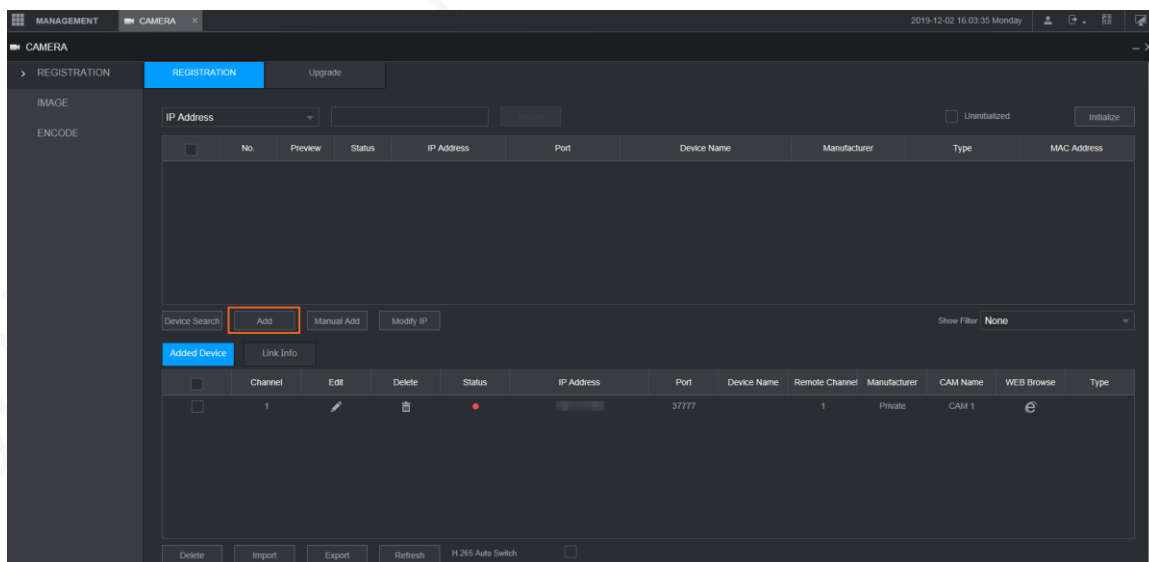 MANAGEMENT CAMERA × 2019-12-02 16:03:35 Monday
CAMERA
> REGISTRATION REGISTRATION Upgrade
IMAGE
IP Address Uninitialized Initialize
ENCODE
No. Preview Status IP Address Port Device Name Manufacturer Type MAC Address
Device Search Add Manual Add Modify IP Show Filter None
Added Device Link Info
Channel Edit Delete Status IP Address Port Device Name Remote Channel Manufacturer CAM Name WEB Browse Type
1 37777 1 Private CAM 1
Delete Import Export Refresh H.265 Auto Switch